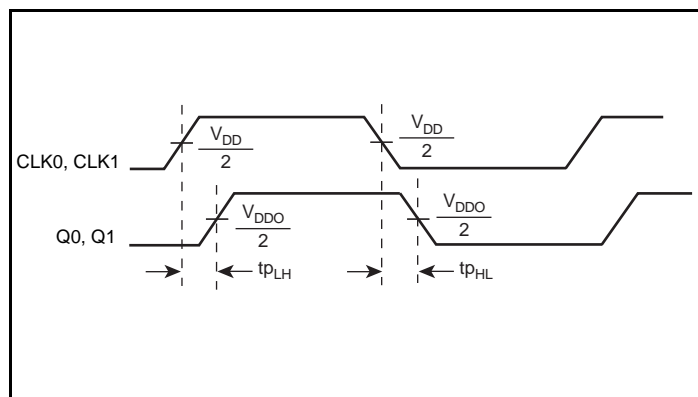 V_DD
2
V_DD
2
CLK0, CLK1
V_DDO
2
V_DDO
2
Q0, Q1
tp_LH
tp_HL